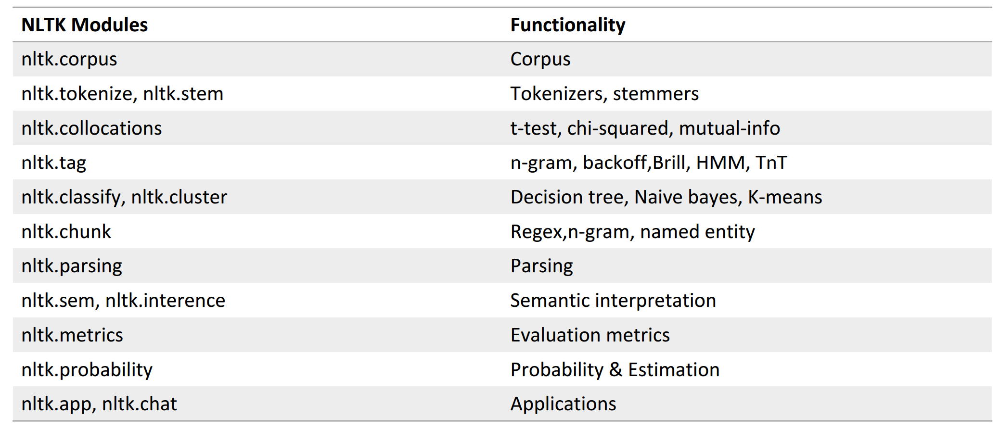 NLTK Modules Functionality
nltk.corpus Corpus
nltk.tokenize, nltk.stem Tokenizers, stemmers
nltk.collocations t-test, chi-squared, mutual-info
nltk.tag n-gram, backoff,Brill, HMM, TnT
nltk.classify, nltk.cluster Decision tree, Naive bayes, K-means
nltk.chunk Regex,n-gram, named entity
nltk.parsing Parsing
nltk.sem, nltk.interence Semantic interpretation
nltk.metrics Evaluation metrics
nltk.probability Probability & Estimation
nltk.app, nltk.chat Applications